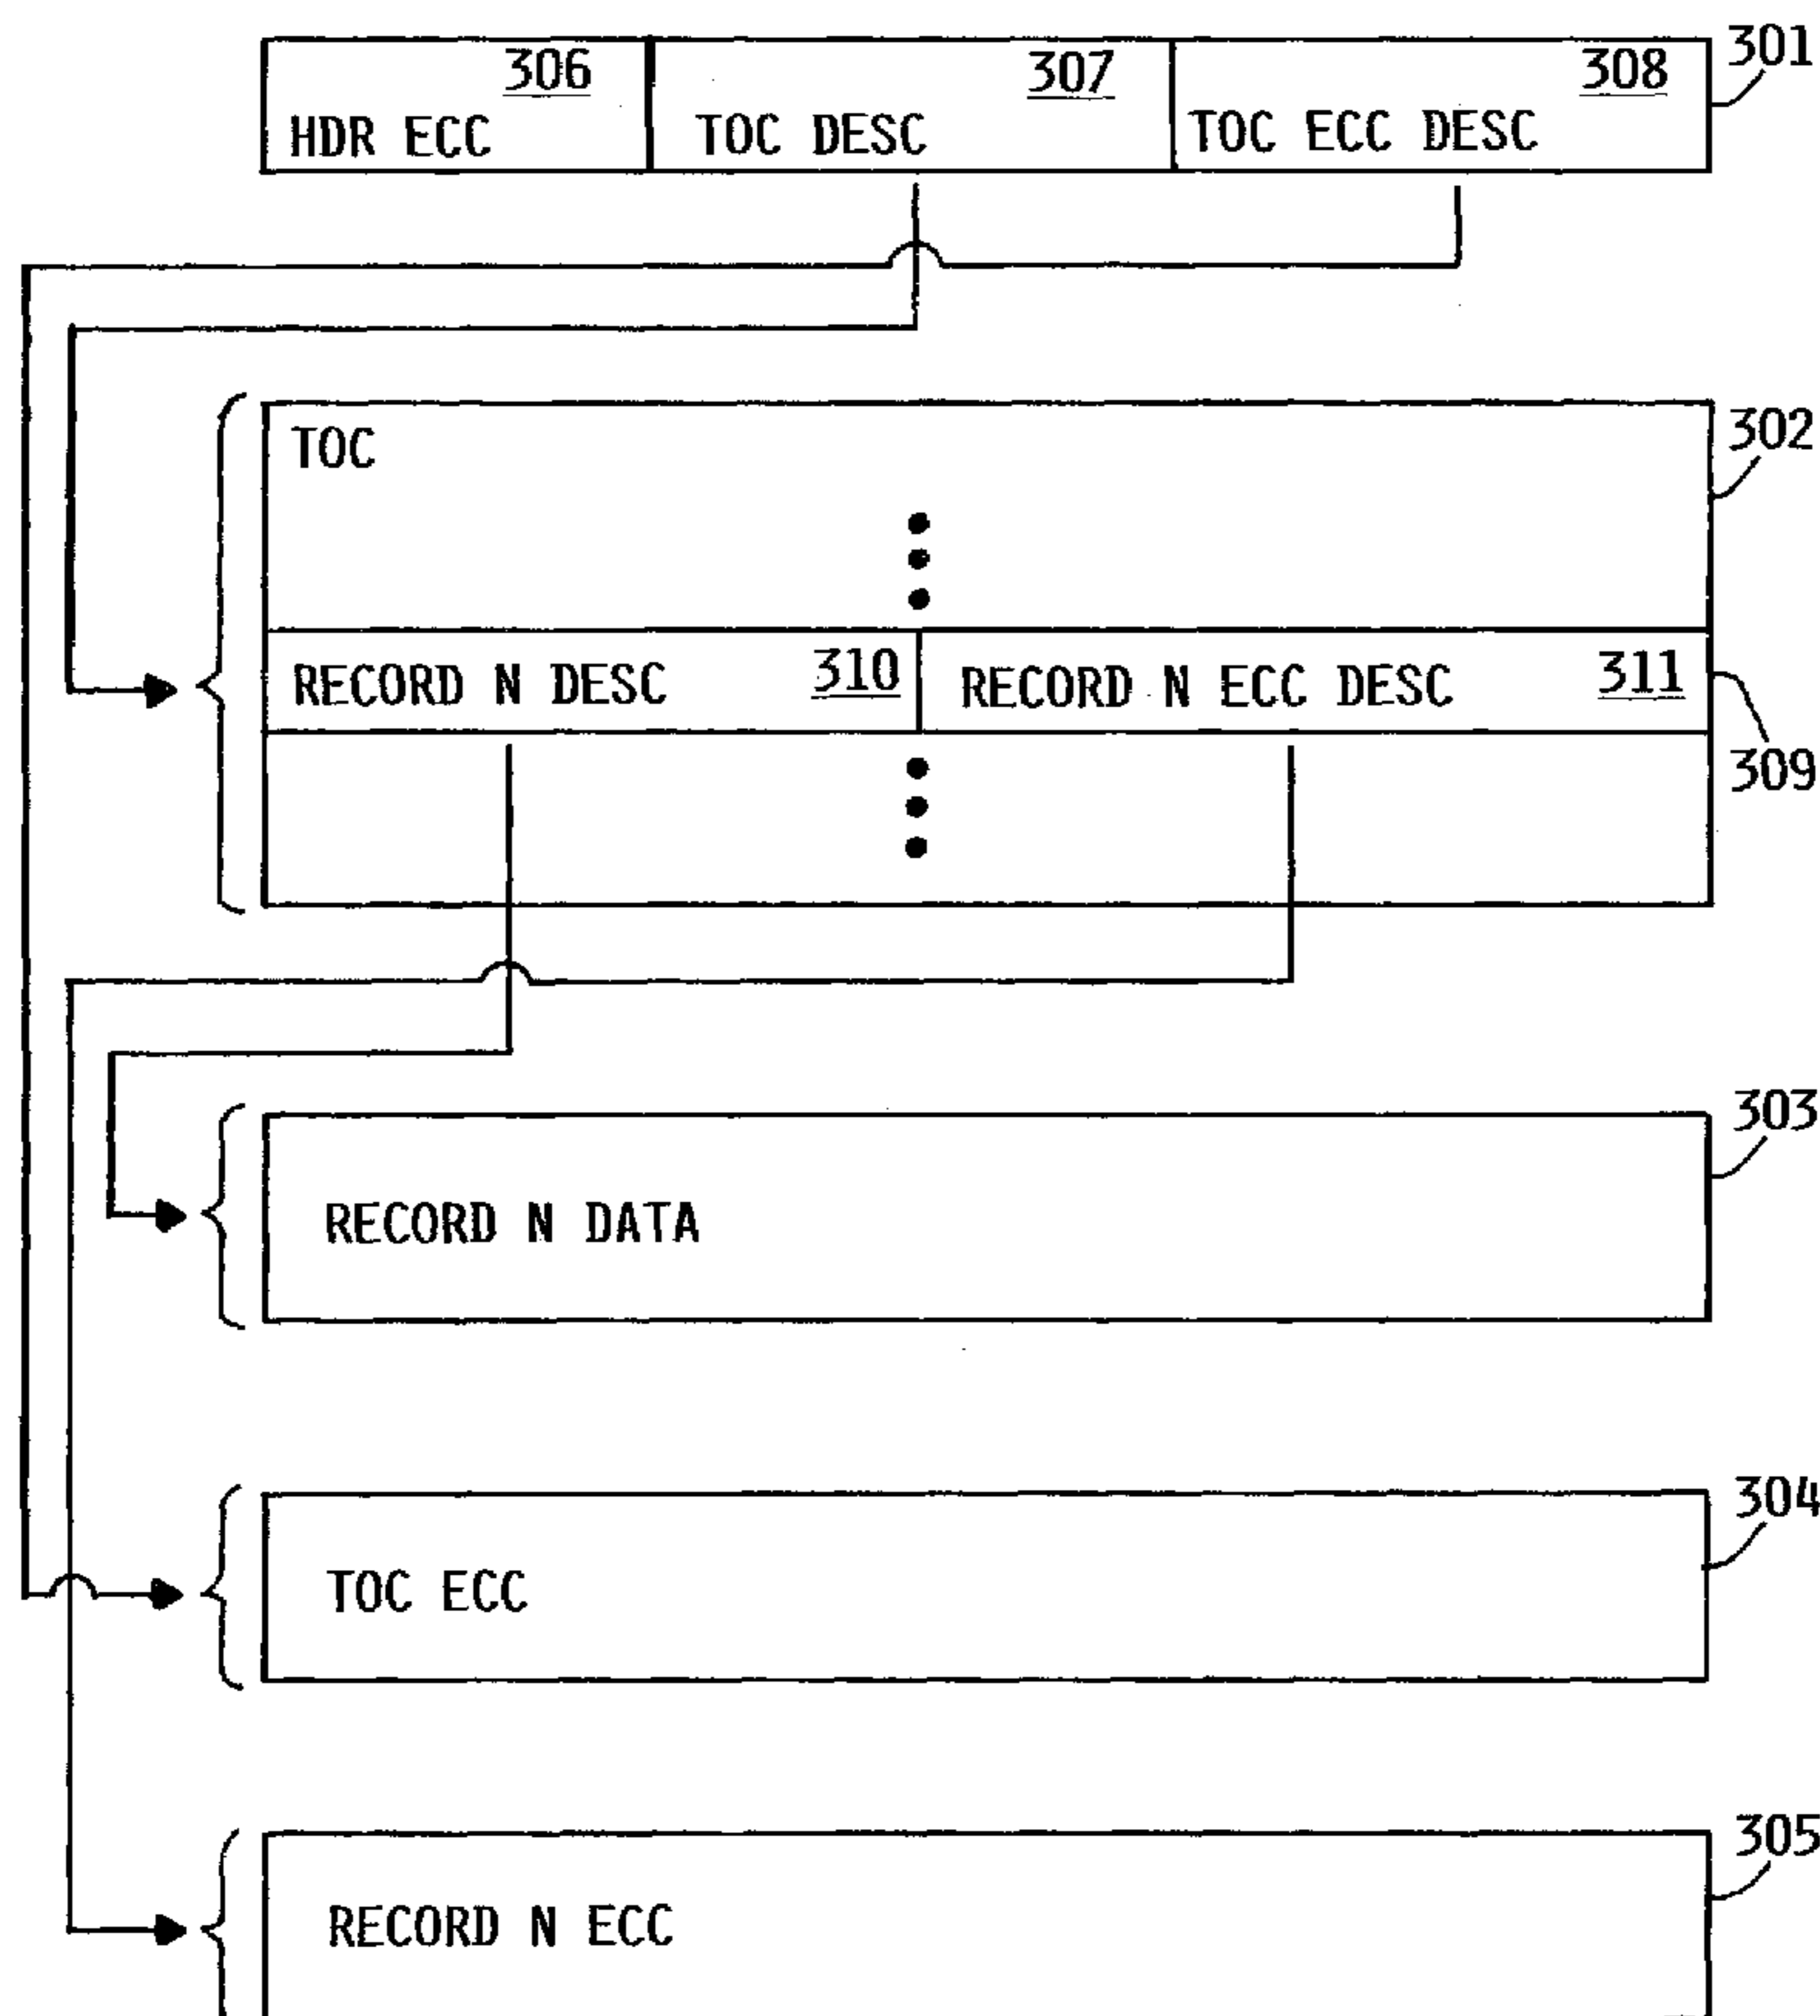 301
306 307 308
HDR ECC TOC DESC TOC ECC DESC
302
TOC
RECORD N DESC 310 RECORD N ECC DESC 311
309
303
RECORD N DATA
304
TOC ECC
305
RECORD N ECC